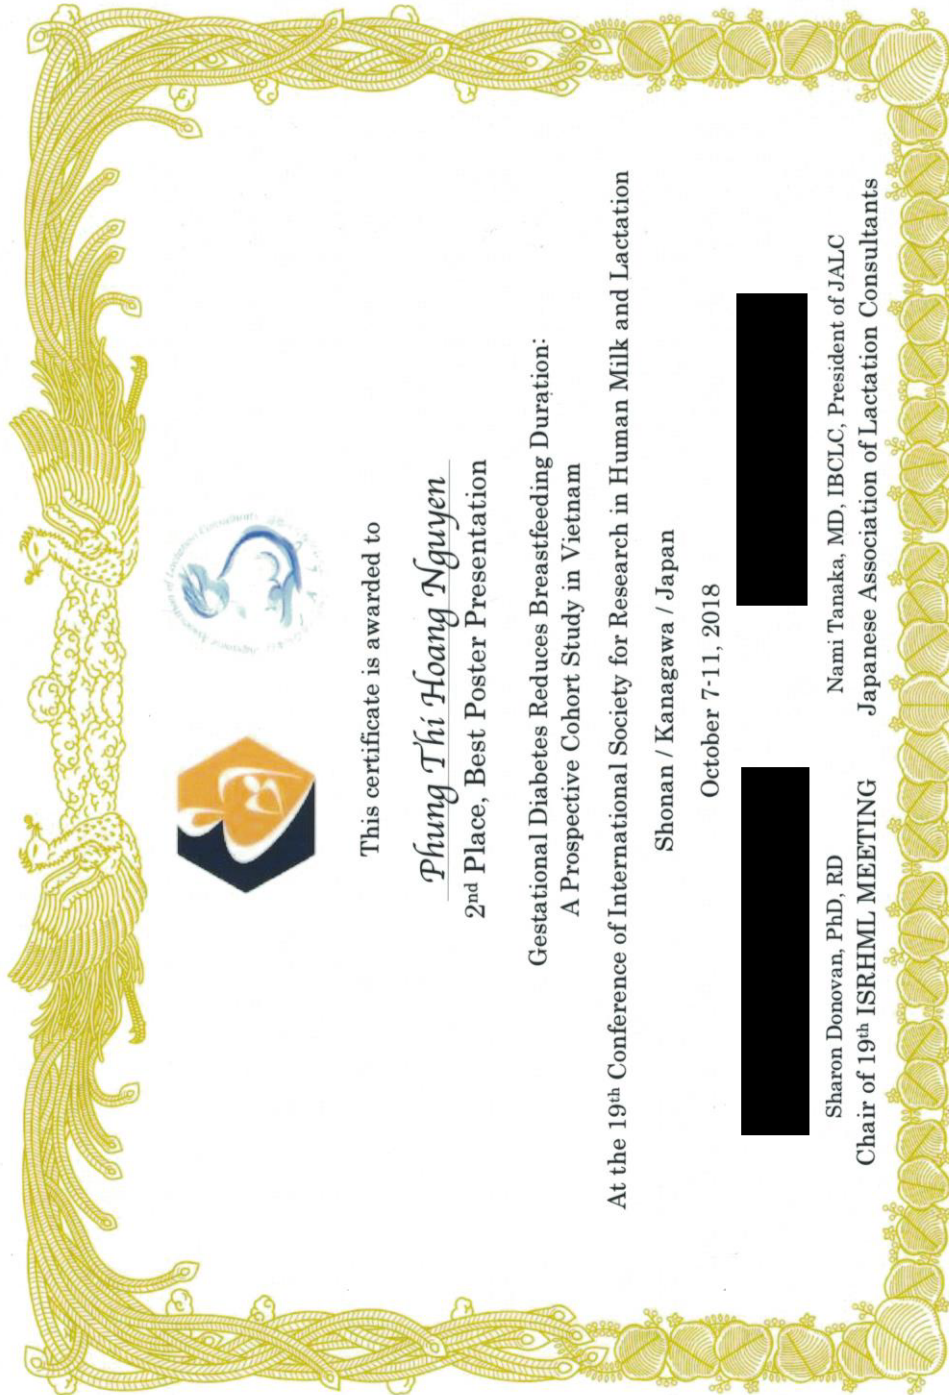 This certificate is awarded to
Phung Thi Hoang Nguyen
2nd Place, Best Poster Presentation
Gestational Diabetes Reduces Breastfeeding Duration:
A Prospective Cohort Study in Vietnam
At the 19th Conference of International Society for Research in Human Milk and Lactation
Shonan / Kanagawa / Japan
October 7-11, 2018
Sharon Donovan, PhD, RD
Chair of 19th ISRHML MEETING
Nami Tanaka, MD, IBCLC, President of JALC
Japanese Association of Lactation Consultants